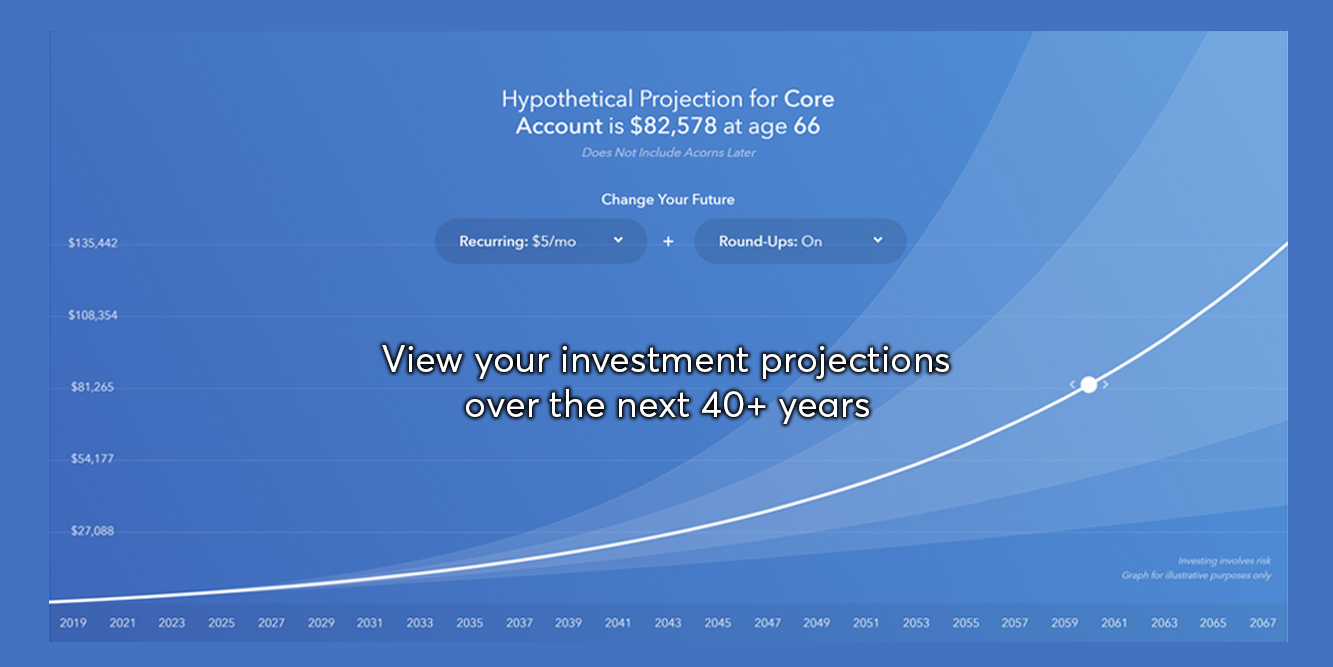 Hypothetical Projection for Core
Account is $82,578 at age 66
Does Not Include Acorns Later
Change Your Future
Recurring: $5/mo + Round-Ups: On
$135,442
$108,354
View your investment projections
over the next 40+ years
$81,265
$54,177
$27,088
Investing involves risk
Graph for illustrative purposes only
2019 2021 2023 2025 2027 2029 2031 2033 2035 2037 2039 2041 2043 2045 2047 2049 2051 2053 2055 2057 2059 2061 2063 2065 2067